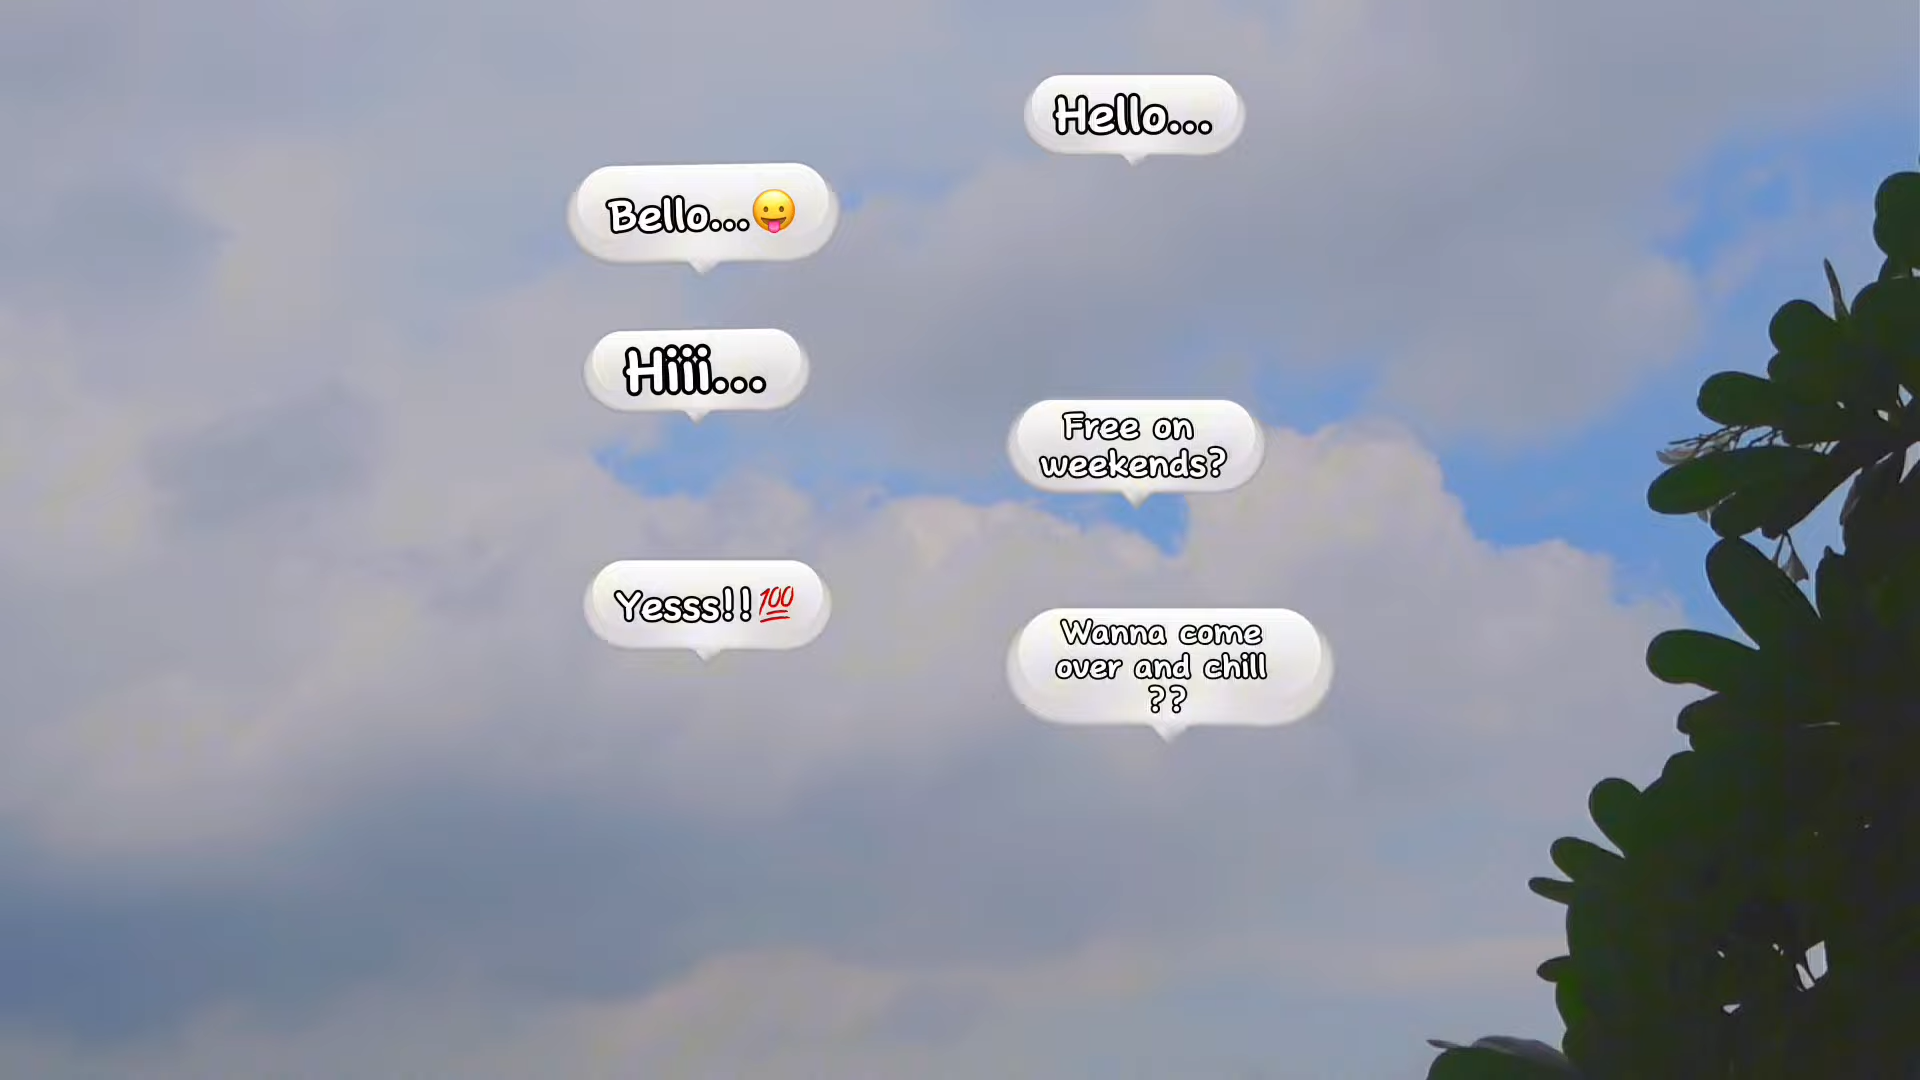 Hello...
Bello...😛
Hiii...
Free on
weekends?
Yesss!!💯
Wanna come
over and chill
??